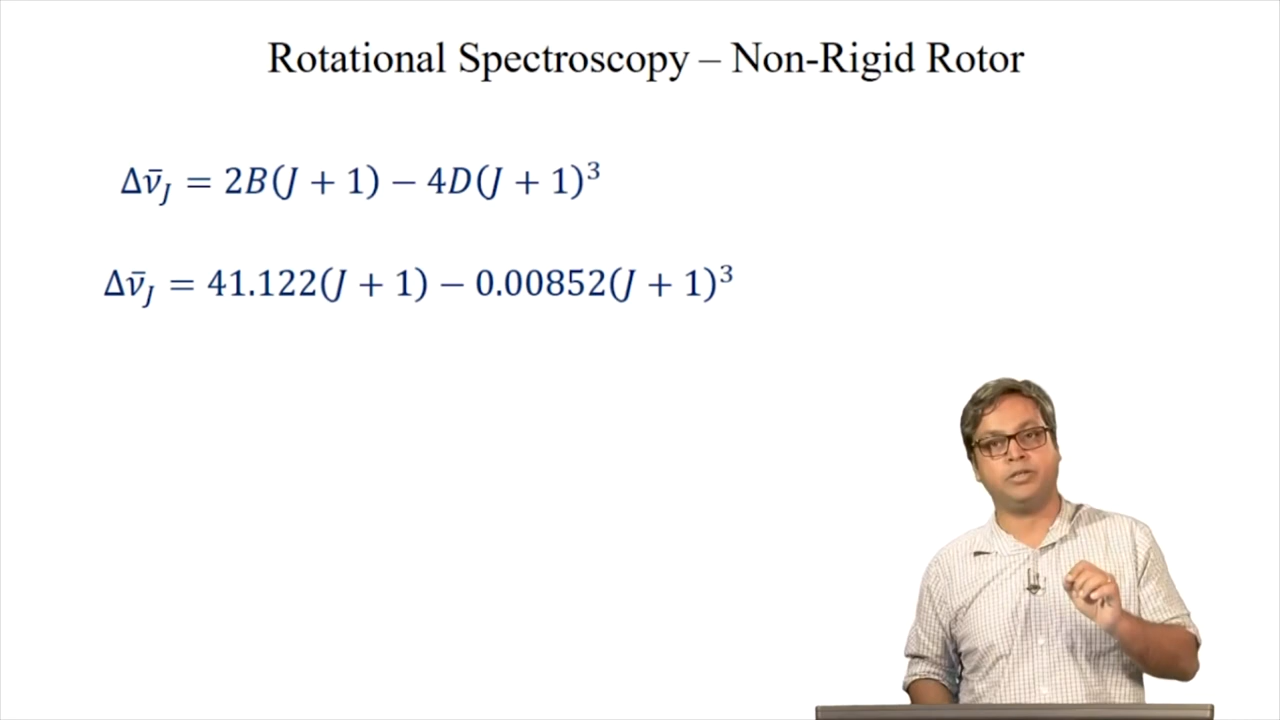 Rotational Spectroscopy – Non-Rigid Rotor
Δν̄_J = 2B(J + 1) − 4D(J + 1)³
Δν̄_J = 41.122(J + 1) − 0.00852(J + 1)³